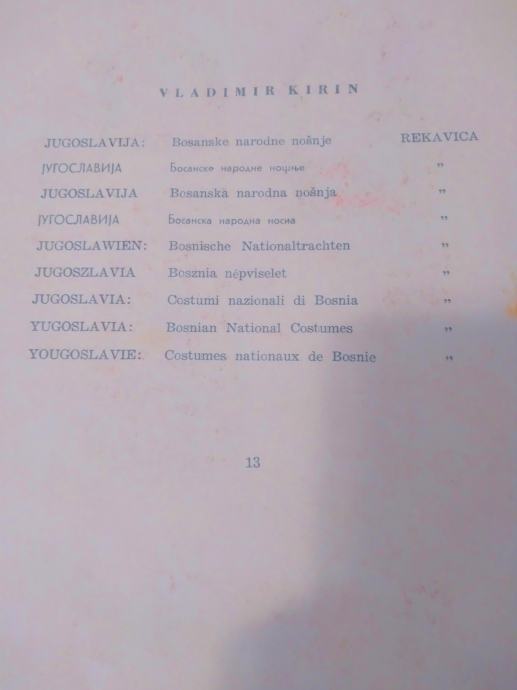 VLADIMIR KIRIN
JUGOSLAVIJA: Bosanske narodne nošnje REKAVICA
ЈУГОСЛАВИЈА Босанске народне ношње „
JUGOSLAVIJA Bosanska narodna nošnja „
ЈУГОСЛАВИЈА Босанска народна носиа „
JUGOSLAWIEN: Bosnische Nationaltrachten „
JUGOSZLAVIA Bosznia népviselet „
JUGOSLAVIA: Costumi nazionali di Bosnia „
YUGOSLAVIA: Bosnian National Costumes „
YOUGOSLAVIE: Costumes nationaux de Bosnie „
13